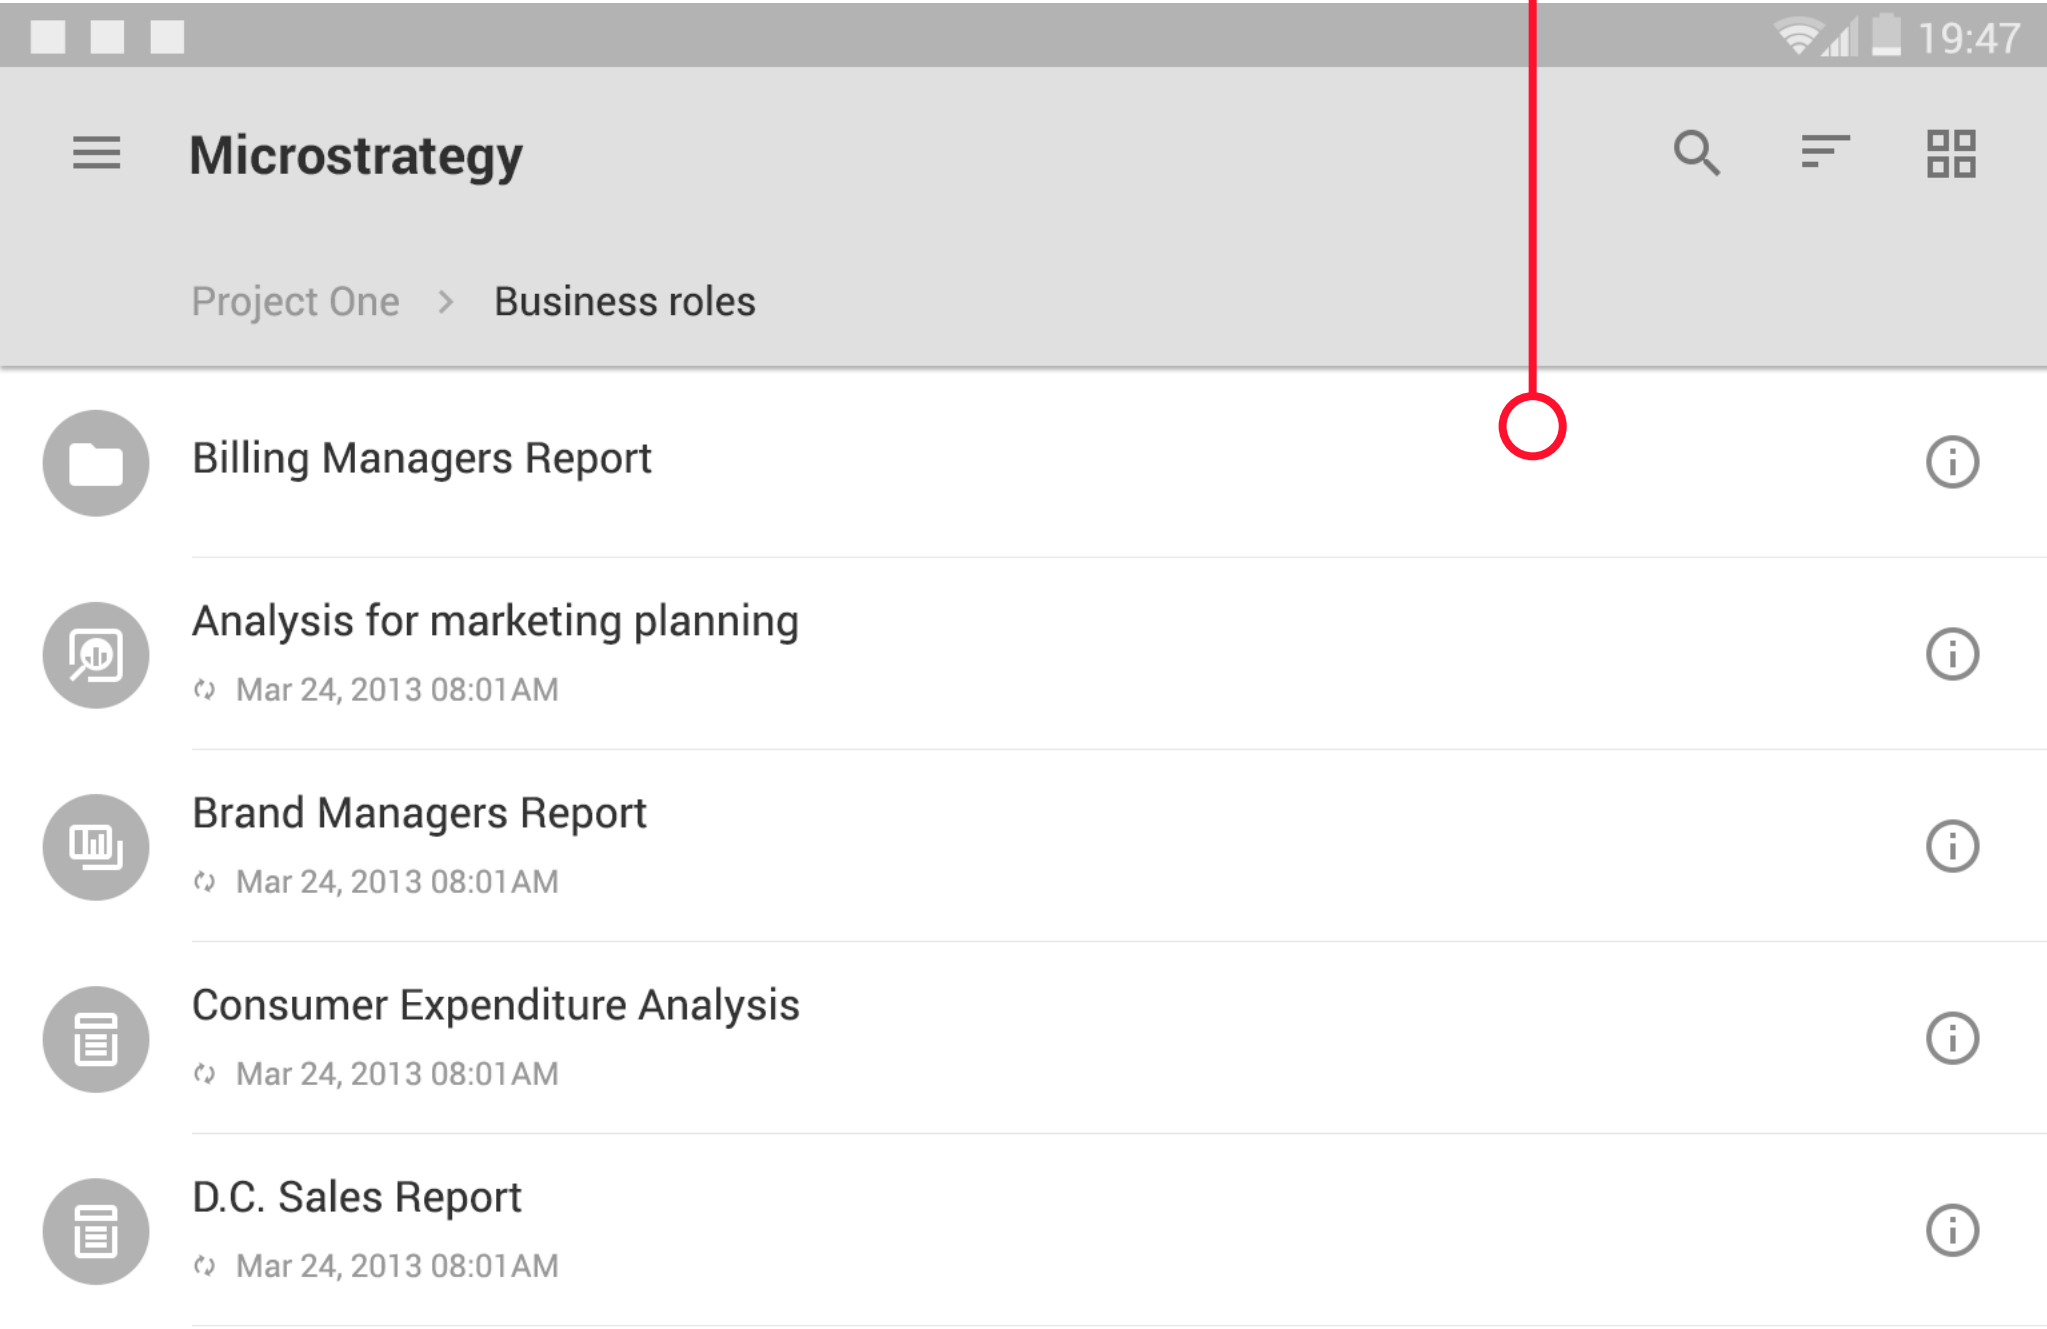 19:47
Microstrategy
Project One > Business roles
Billing Managers Report
Analysis for marketing planning
Mar 24, 2013 08:01AM
Brand Managers Report
Mar 24, 2013 08:01AM
Consumer Expenditure Analysis
Mar 24, 2013 08:01AM
D.C. Sales Report
Mar 24, 2013 08:01AM